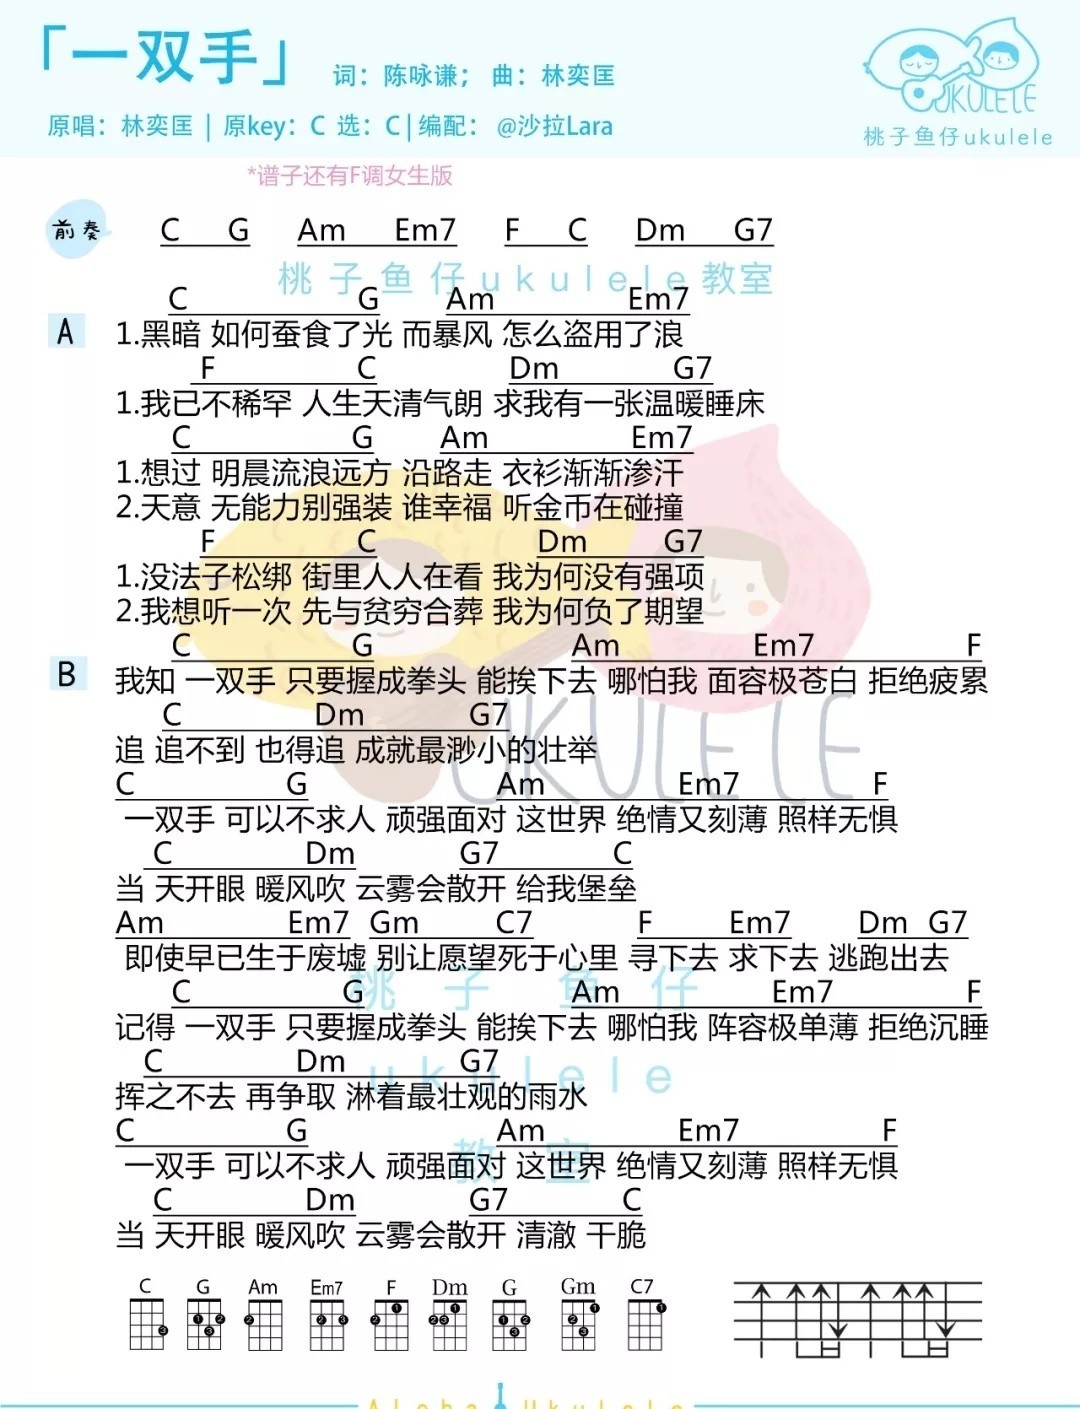 「一双手」
词：陈咏谦； 曲：林奕匡
原唱：林奕匡 | 原key：C 选：C | 编配： @沙拉Lara
UKULELE
桃子鱼仔ukulele
*谱子还有F调女生版
前奏 C G Am Em7 F C Dm G7
桃子鱼仔ukulele教室
C G Am Em7
A 1.黑暗 如何蚕食了光 而暴风 怎么盗用了浪
F C Dm G7
1.我已不稀罕 人生天清气朗 求我有一张温暖睡床
C G Am Em7
1.想过 明晨流浪远方 沿路走 衣衫渐渐渗汗
2.天意 无能力别强装 谁幸福 听金币在碰撞
F C Dm G7
1.没法子松绑 街里人人在看 我为何没有强项
2.我想听一次 先与贫穷合葬 我为何负了期望
C G Am Em7 F
B 我知 一双手 只要握成拳头 能挨下去 哪怕我 面容极苍白 拒绝疲累
C Dm G7
UKULELE
追 追不到 也得追 成就最渺小的壮举
C G Am Em7 F
一双手 可以不求人 顽强面对 这世界 绝情又刻薄 照样无惧
C Dm G7 C
当 天开眼 暖风吹 云雾会散开 给我堡垒
Am Em7 Gm C7 F Em7 Dm G7
即使早已生于废墟 别让愿望死于心里 寻下去 求下去 逃跑出去
桃子鱼仔
C G Am Em7 F
记得 一双手 只要握成拳头 能挨下去 哪怕我 阵容极单薄 拒绝沉睡
C Dm G7
ukulele
挥之不去 再争取 淋着最壮观的雨水
C G Am Em7 F
教室
一双手 可以不求人 顽强面对 这世界 绝情又刻薄 照样无惧
C Dm G7 C
当 天开眼 暖风吹 云雾会散开 清澈 干脆
C G Am Em7 F Dm G Gm C7
3 1 2 3 2 2 3 1 2 1 2 3 1 2 3 1 2 3 1
Aloha Ukulele